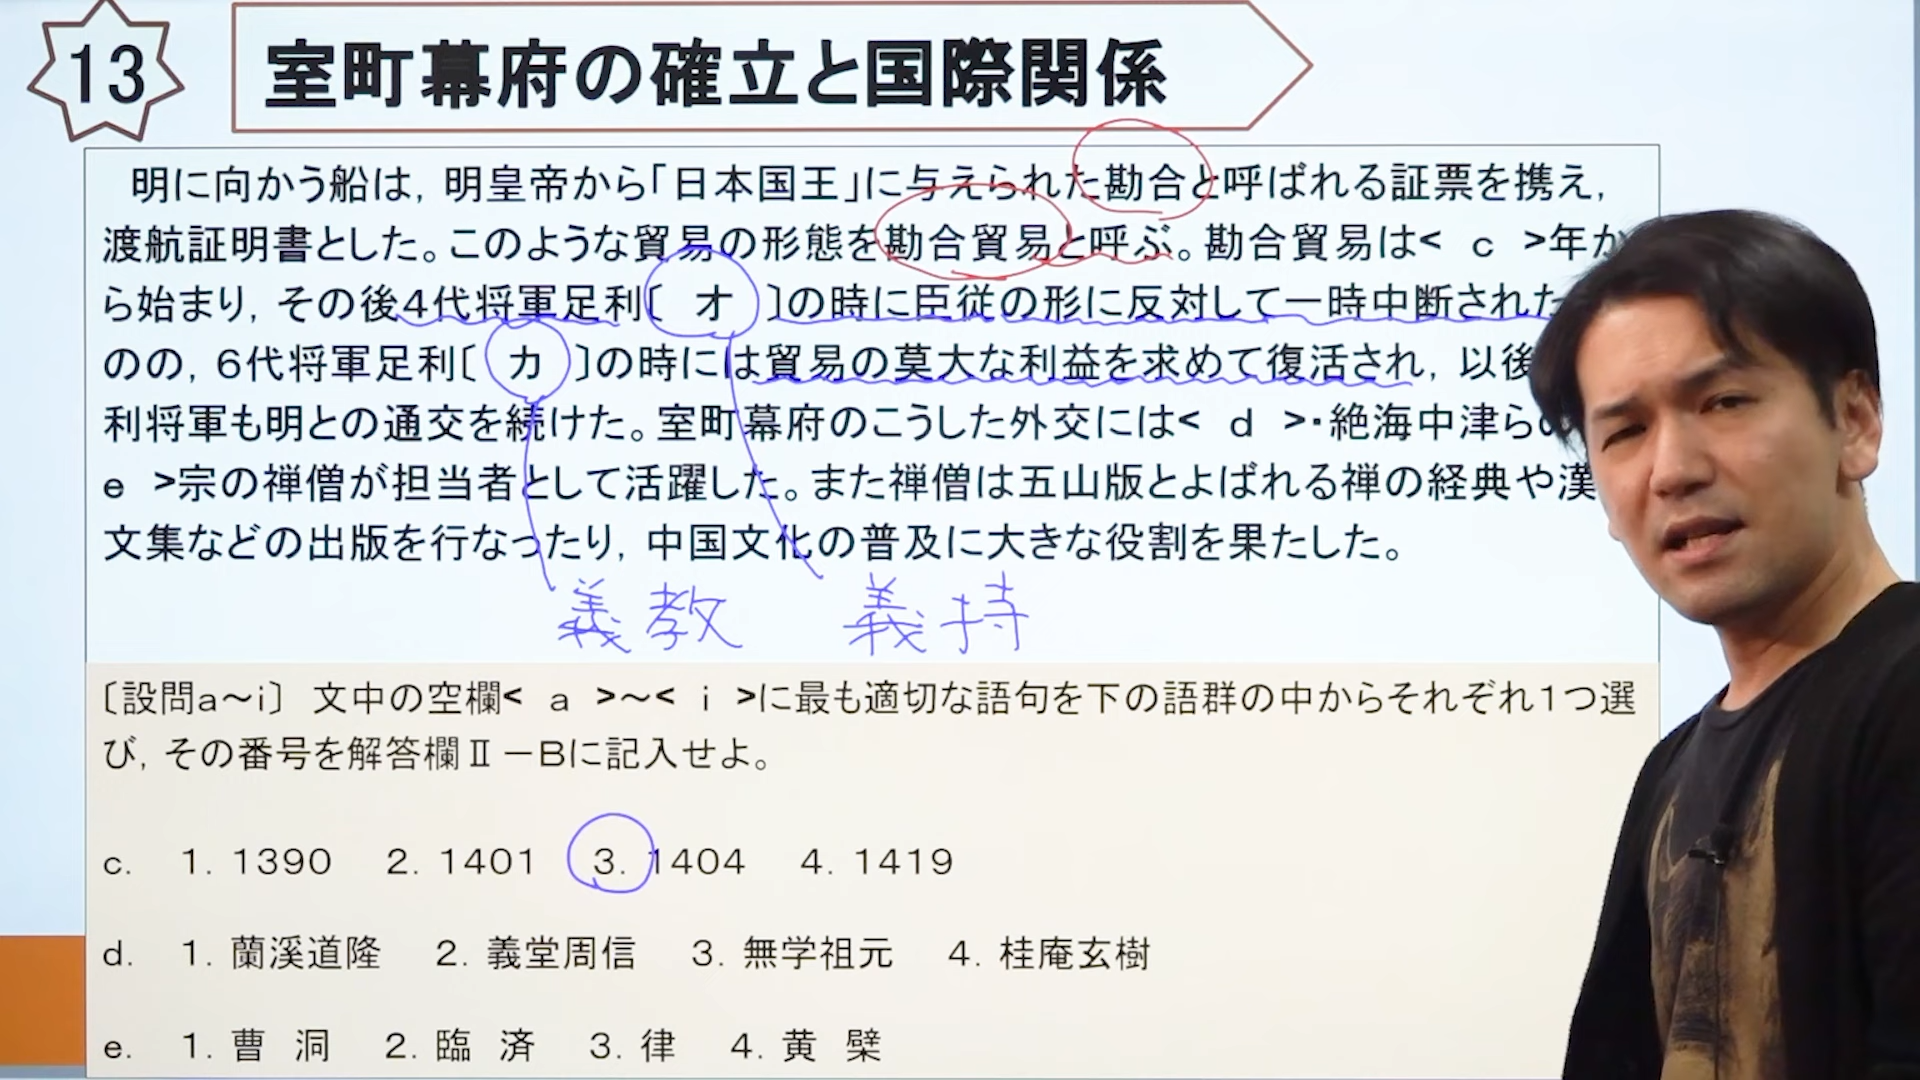 13
室町幕府の確立と国際関係
明に向かう船は，明皇帝から「日本国王」に与えられた勘合と呼ばれる証票を携え，
渡航証明書とした。このような貿易の形態を勘合貿易と呼ぶ。勘合貿易は＜ c ＞年か
ら始まり，その後４代将軍足利〔 オ 〕の時に臣従の形に反対して一時中断された
のの，６代将軍足利〔 カ 〕の時には貿易の莫大な利益を求めて復活され，以後
利将軍も明との通交を続けた。室町幕府のこうした外交には＜ d ＞・絶海中津らの
e ＞宗の禅僧が担当者として活躍した。また禅僧は五山版とよばれる禅の経典や漢
文集などの出版を行なったり，中国文化の普及に大きな役割を果たした。
義教 義持
〔設問a～i〕 文中の空欄＜ a ＞～＜ i ＞に最も適切な語句を下の語群の中からそれぞれ１つ選
び，その番号を解答欄Ⅱ－Bに記入せよ。
c. 1. 1390 2. 1401 3. 1404 4. 1419
d. 1. 蘭溪道隆 2. 義堂周信 3. 無学祖元 4. 桂庵玄樹
e. 1. 曹 洞 2. 臨 済 3. 律 4. 黄 檗